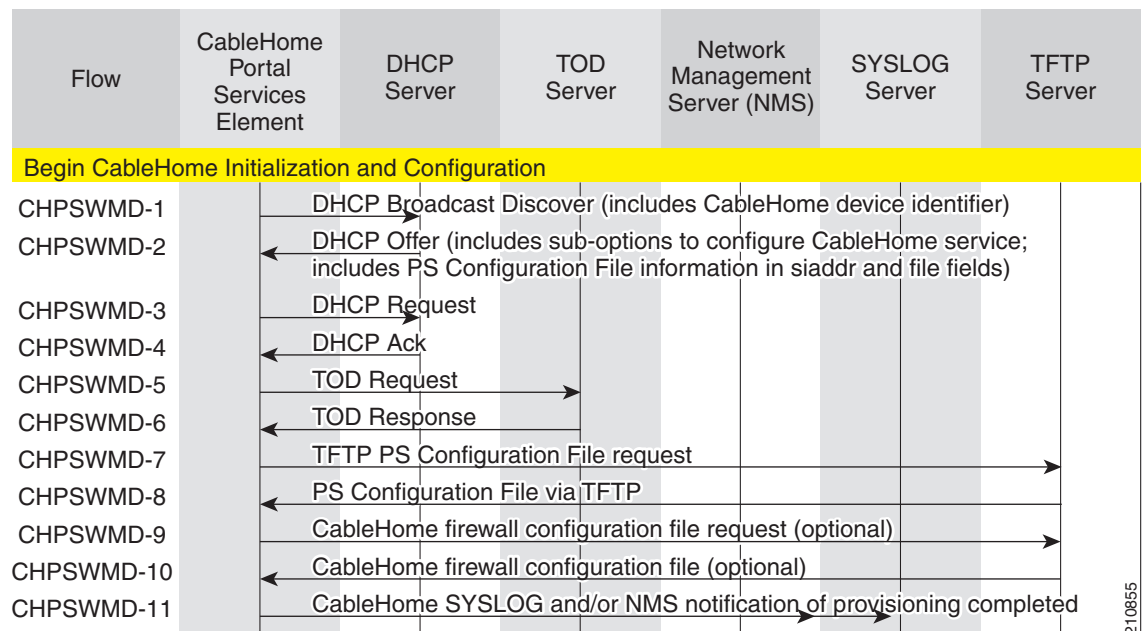 Flow
CableHome
Portal
Services
Element
DHCP
Server
TOD
Server
Network
Management
Server (NMS)
SYSLOG
Server
TFTP
Server
Begin CableHome Initialization and Configuration
CHPSWMD-1 DHCP Broadcast Discover (includes CableHome device identifier)
CHPSWMD-2 DHCP Offer (includes sub-options to configure CableHome service;
includes PS Configuration File information in siaddr and file fields)
CHPSWMD-3 DHCP Request
CHPSWMD-4 DHCP Ack
CHPSWMD-5 TOD Request
CHPSWMD-6 TOD Response
CHPSWMD-7 TFTP PS Configuration File request
CHPSWMD-8 PS Configuration File via TFTP
CHPSWMD-9 CableHome firewall configuration file request (optional)
CHPSWMD-10 CableHome firewall configuration file (optional)
CHPSWMD-11 CableHome SYSLOG and/or NMS notification of provisioning completed
210855